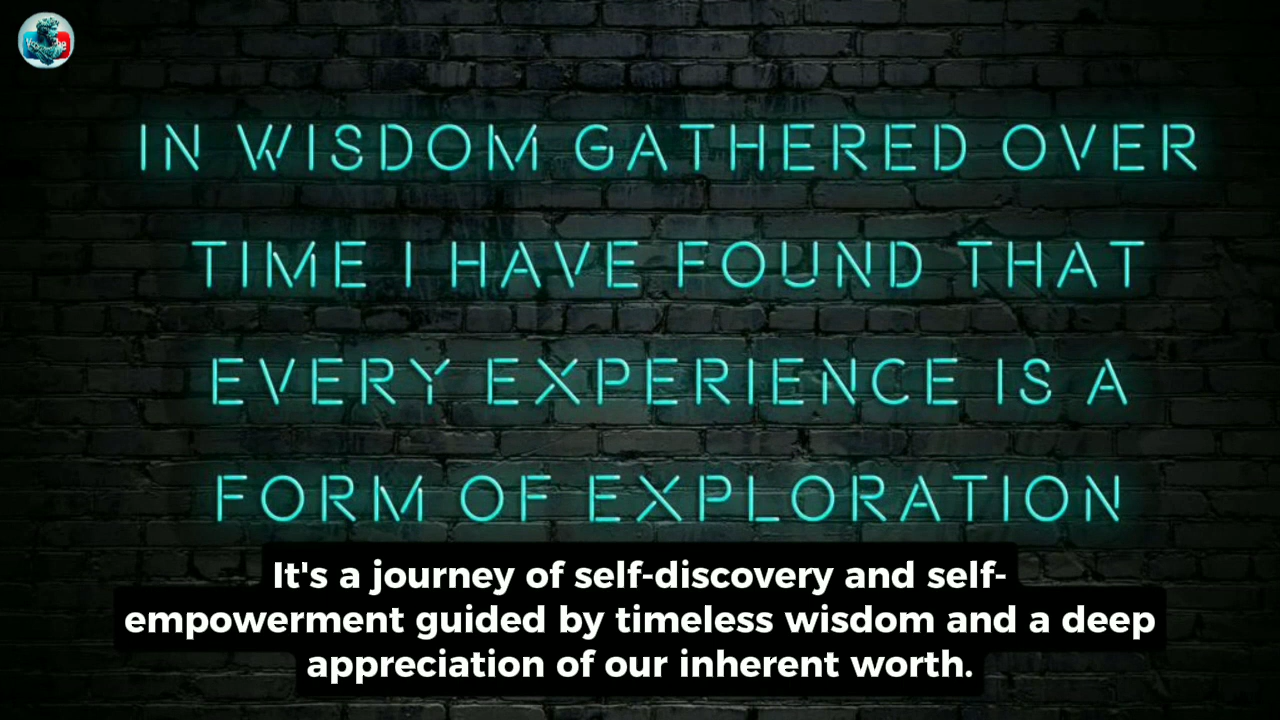 IN WISDOM GATHERED OVER
TIME I HAVE FOUND THAT
EVERY EXPERIENCE IS A
FORM OF EXPLORATION
It's a journey of self-discovery and self-
empowerment guided by timeless wisdom and a deep
appreciation of our inherent worth.